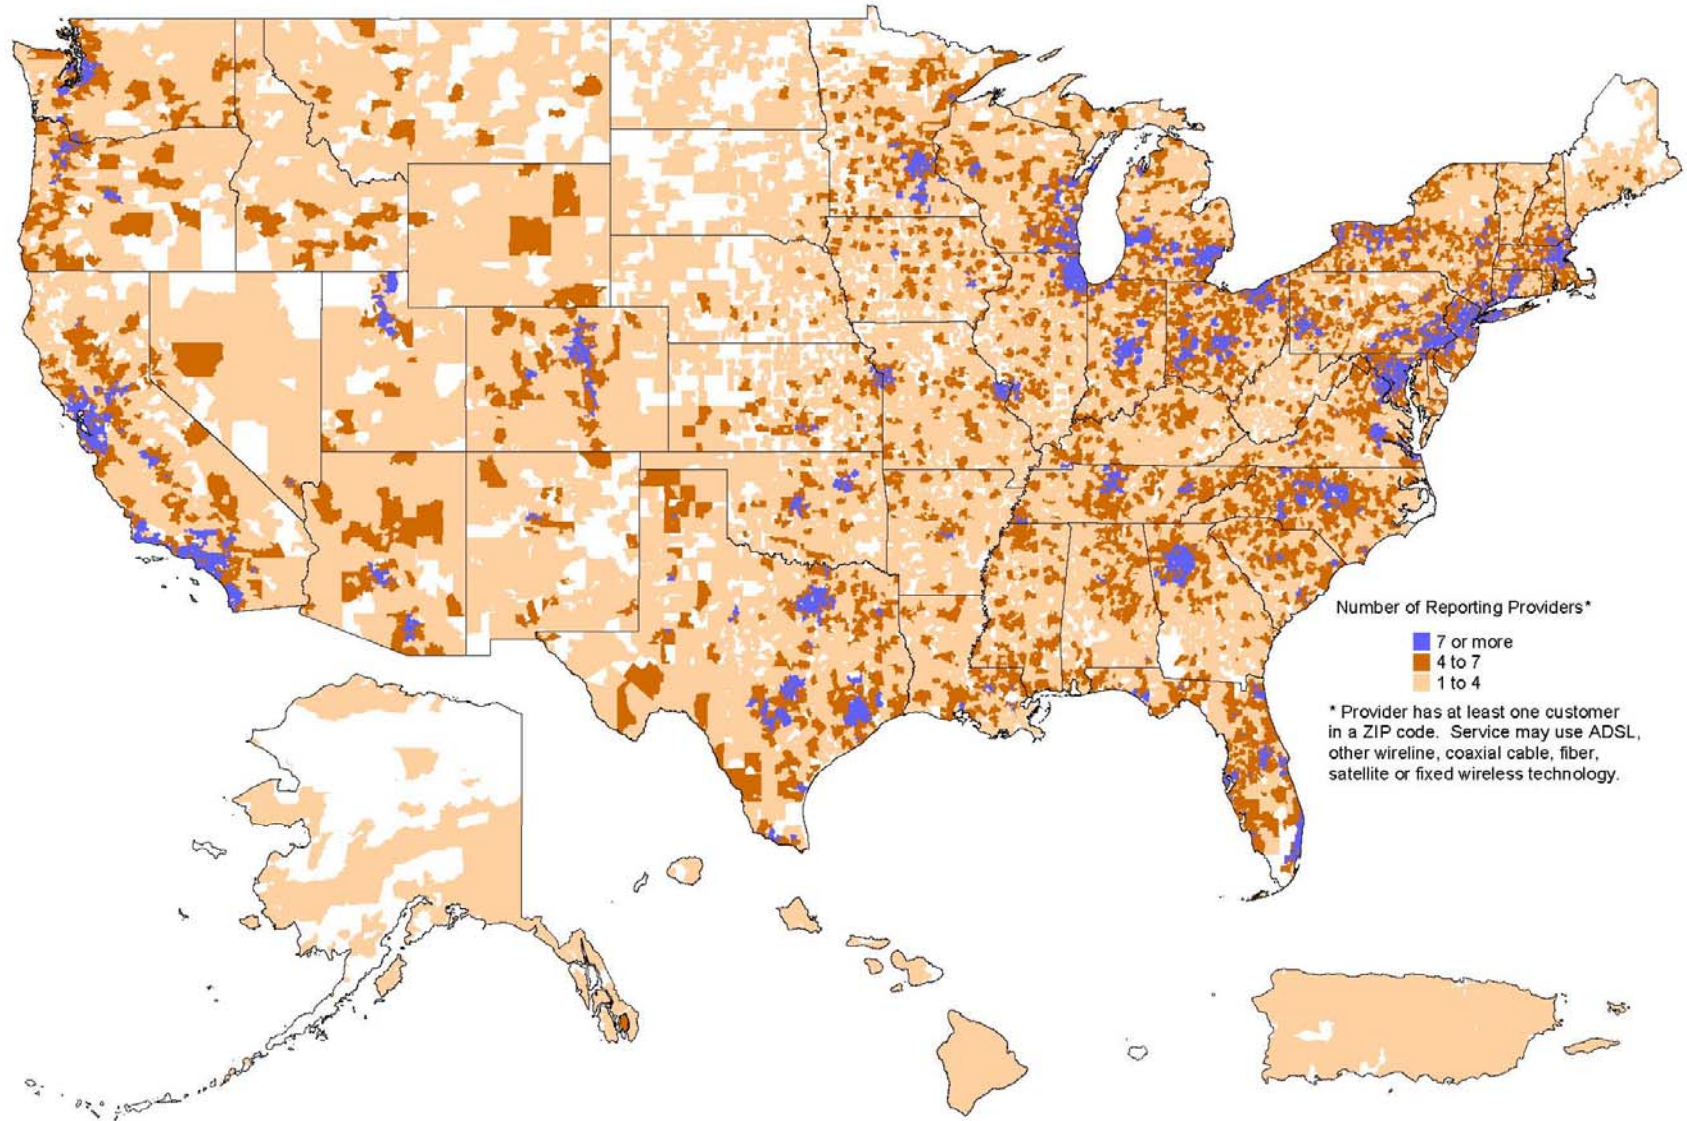 Number of Reporting Providers*
7 or more
4 to 7
1 to 4
* Provider has at least one customer
in a ZIP code. Service may use ADSL,
other wireline, coaxial cable, fiber,
satellite or fixed wireless technology.